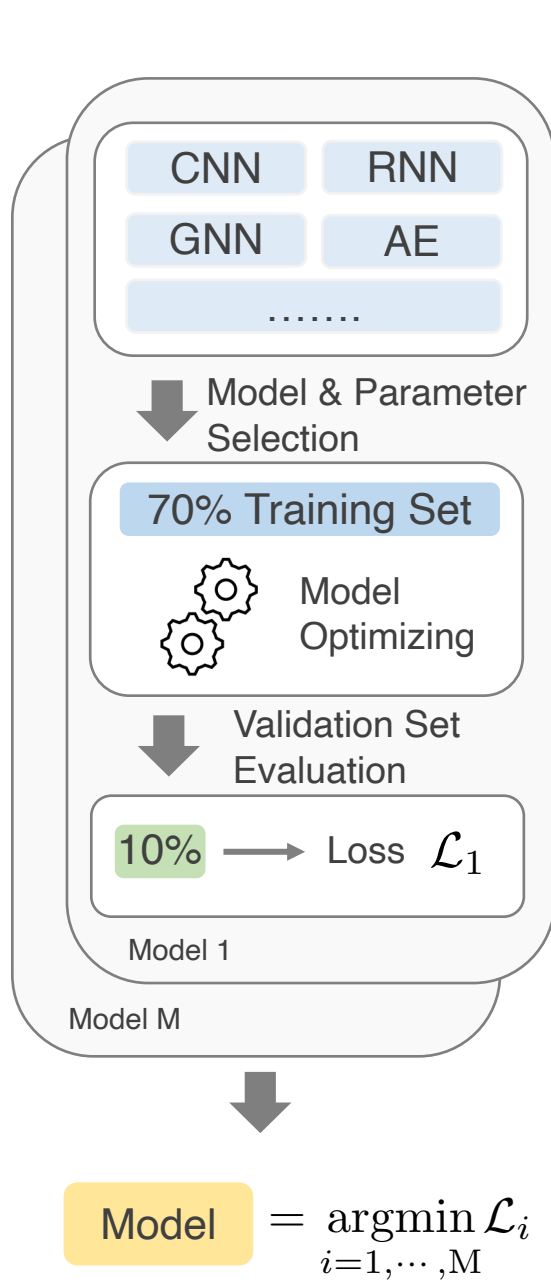 CNN RNN
GNN AE
.......
Model & Parameter
Selection
70% Training Set
Model
Optimizing
Validation Set
Evaluation
10% Loss ℒ₁
Model 1
Model M
Model = argmin ℒᵢ
i=1,⋯,M